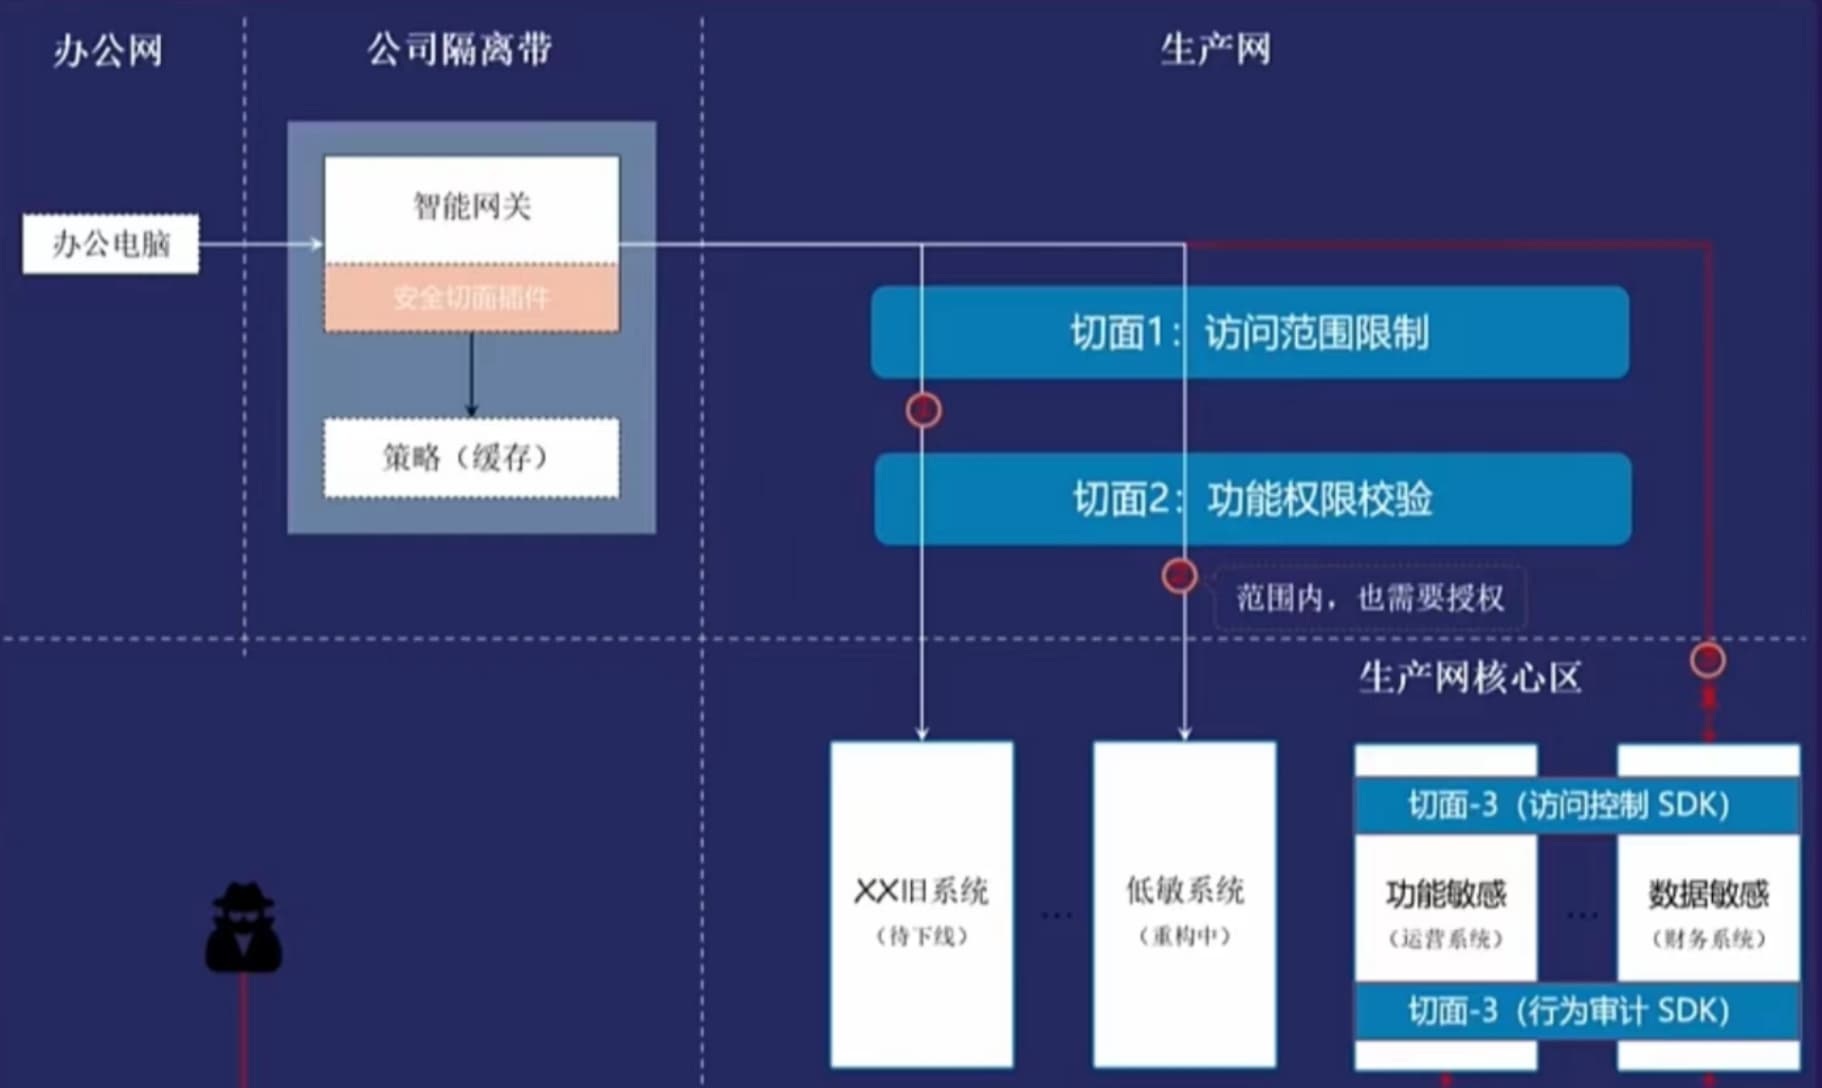 办公网
公司隔离带
生产网
办公电脑
智能网关
安全切面插件
策略（缓存）
切面1：访问范围限制
切面2：功能权限校验
范围内，也需要授权
生产网核心区
XX旧系统
（待下线）
...
低敏系统
（重构中）
切面-3（访问控制 SDK）
功能敏感
（运营系统）
...
数据敏感
（财务系统）
切面-3（行为审计 SDK）